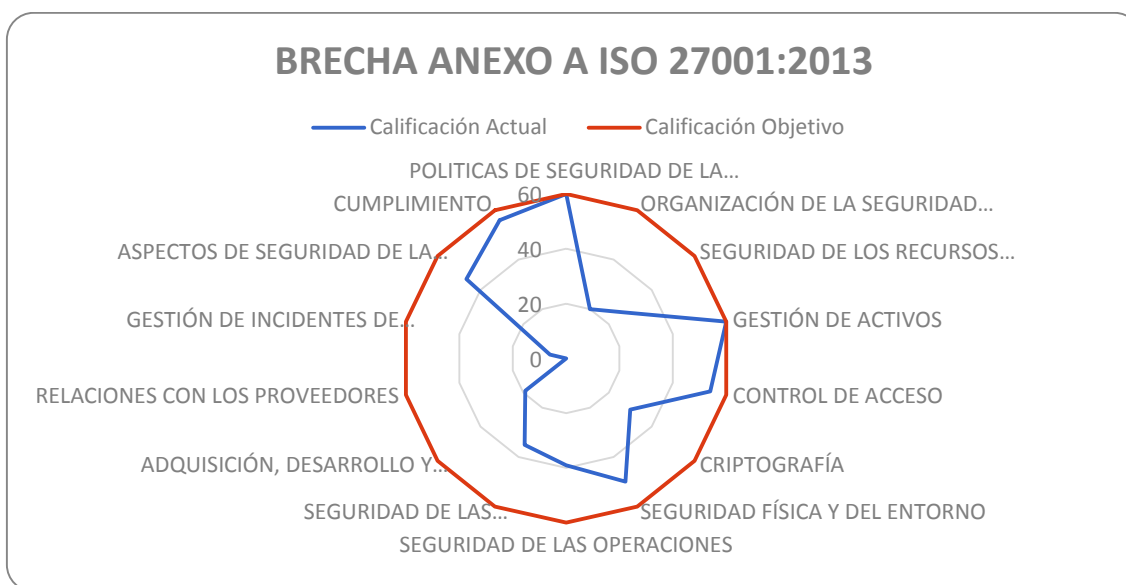 BRECHA ANEXO A ISO 27001:2013
Calificación Actual
Calificación Objetivo
POLITICAS DE SEGURIDAD DE LA...
60
CUMPLIMIENTO
ORGANIZACIÓN DE LA SEGURIDAD...
ASPECTOS DE SEGURIDAD DE LA...
40
SEGURIDAD DE LOS RECURSOS...
GESTIÓN DE INCIDENTES DE...
20
GESTIÓN DE ACTIVOS
0
RELACIONES CON LOS PROVEEDORES
CONTROL DE ACCESO
ADQUISICIÓN, DESARROLLO Y...
CRIPTOGRAFÍA
SEGURIDAD DE LAS...
SEGURIDAD FÍSICA Y DEL ENTORNO
SEGURIDAD DE LAS OPERACIONES